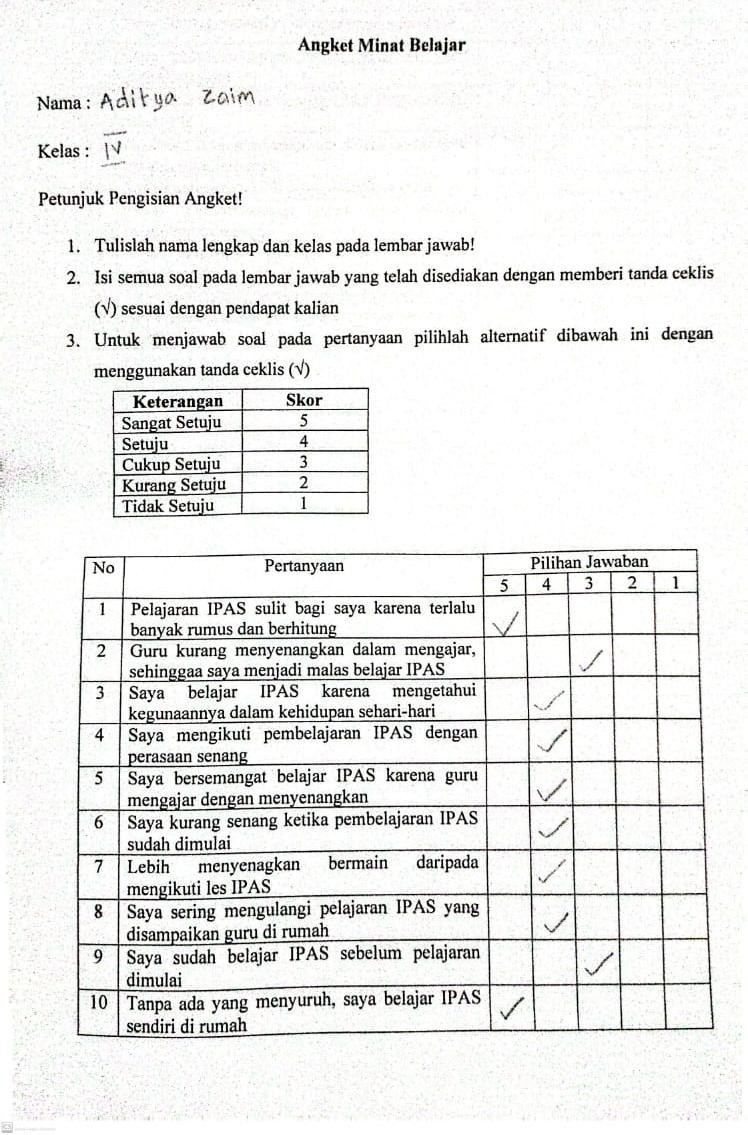 Angket Minat Belajar
Nama : Aditya Zaim
Kelas : IV
Petunjuk Pengisian Angket!
1. Tulislah nama lengkap dan kelas pada lembar jawab!
2. Isi semua soal pada lembar jawab yang telah disediakan dengan memberi tanda ceklis
(√) sesuai dengan pendapat kalian
3. Untuk menjawab soal pada pertanyaan pilihlah alternatif dibawah ini dengan
menggunakan tanda ceklis (√)
Keterangan Skor
Sangat Setuju 5
Setuju 4
Cukup Setuju 3
Kurang Setuju 2
Tidak Setuju 1
No Pertanyaan Pilihan Jawaban
5 4 3 2 1
1 Pelajaran IPAS sulit bagi saya karena terlalu
banyak rumus dan berhitung ✓
2 Guru kurang menyenangkan dalam mengajar,
sehinggaa saya menjadi malas belajar IPAS ✓
3 Saya belajar IPAS karena mengetahui
kegunaannya dalam kehidupan sehari-hari ✓
4 Saya mengikuti pembelajaran IPAS dengan
perasaan senang ✓
5 Saya bersemangat belajar IPAS karena guru
mengajar dengan menyenangkan ✓
6 Saya kurang senang ketika pembelajaran IPAS
sudah dimulai ✓
7 Lebih menyenagkan bermain daripada
mengikuti les IPAS ✓
8 Saya sering mengulangi pelajaran IPAS yang
disampaikan guru di rumah ✓
9 Saya sudah belajar IPAS sebelum pelajaran
dimulai ✓
10 Tanpa ada yang menyuruh, saya belajar IPAS
sendiri di rumah ✓
CS